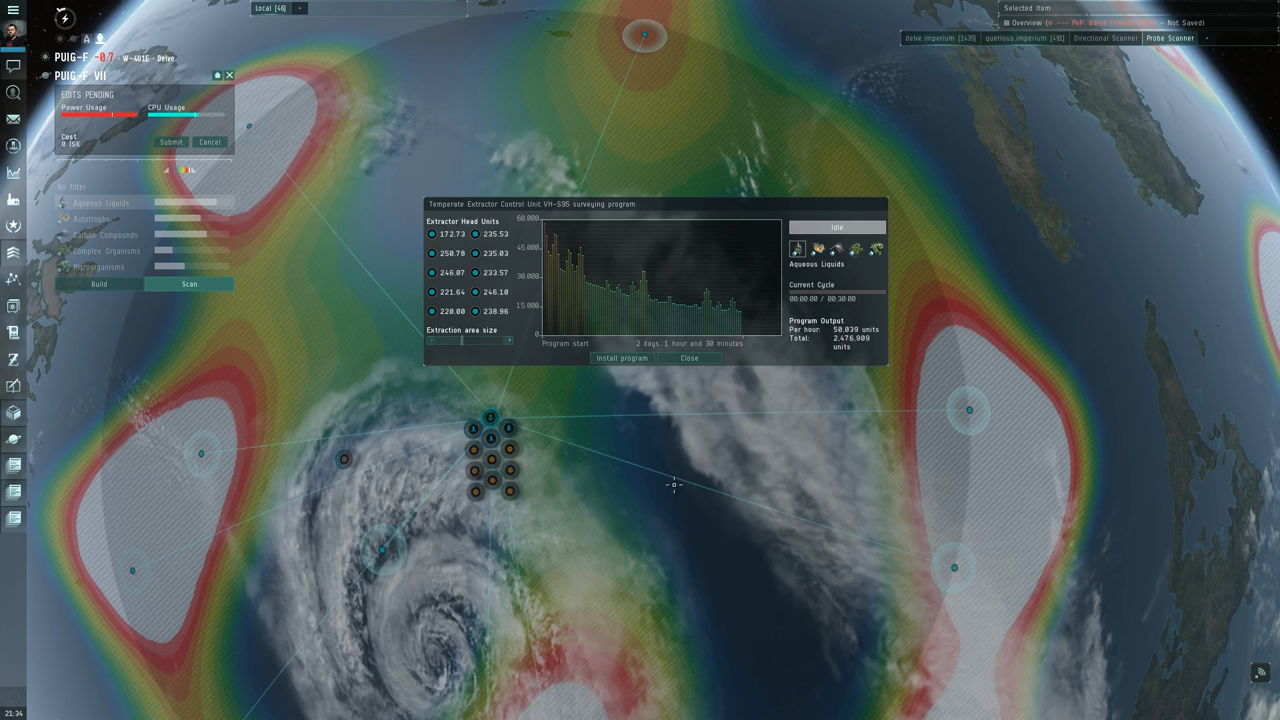 Local [46]
Selected Item
Overview (
PvP:
- Not Saved)
delve.imperium [1435]
querious.imperium [491]
Directional Scanner
Probe Scanner
A
PUIG-F -0.7 · W-4U1E · Delve
PUIG-F VII
EDITS PENDING
Power Usage
CPU Usage
Cost
0 ISK
Submit
Cancel
No filter
Aqueous Liquids
Autotrophs
Carbon Compounds
Complex Organisms
Microorganisms
Build
Scan
Temperate Extractor Control Unit VH-S95 surveying program
Extractor Head Units
172.73
235.53
250.78
235.03
246.07
233.57
221.64
246.10
220.00
238.96
Extraction area size
60.000
45.000
30.000
15.000
0
Program start
2 days, 1 hour and 30 minutes
Idle
Aqueous Liquids
Current Cycle
00:00:00 / 00:30:00
Program Output
Per hour: 50,039 units
Total: 2,476,909 units
Install program
Close
21:34